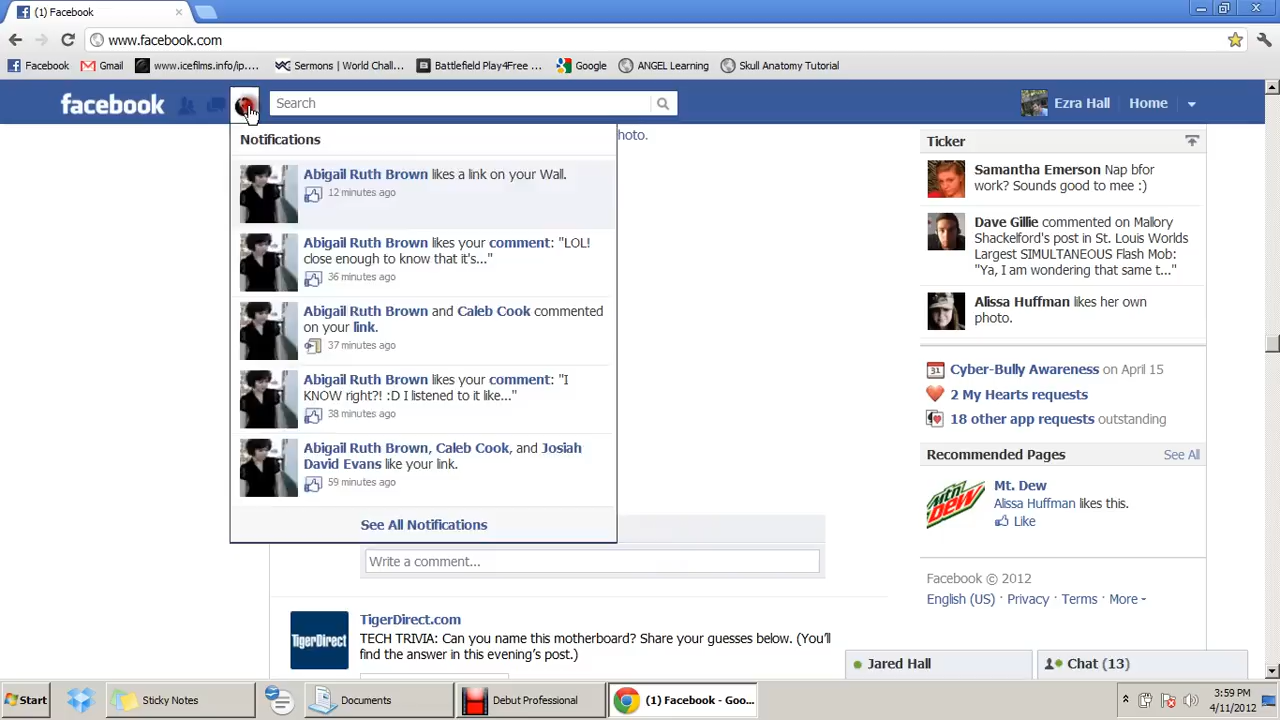 (1) Facebook
www.facebook.com
Facebook
Gmail
www.icefilms.info/ip....
Sermons | World Chall...
Battlefield Play4Free ...
Google
ANGEL Learning
Skull Anatomy Tutorial
facebook
Search
Ezra Hall
Home
Notifications
hoto.
Abigail Ruth Brown likes a link on your Wall.
12 minutes ago
Abigail Ruth Brown likes your comment: "LOL!
close enough to know that it's..."
36 minutes ago
Abigail Ruth Brown and Caleb Cook commented
on your link.
37 minutes ago
Abigail Ruth Brown likes your comment: "I
KNOW right?! :D I listened to it like..."
38 minutes ago
Abigail Ruth Brown, Caleb Cook, and Josiah
David Evans like your link.
59 minutes ago
See All Notifications
Write a comment...
TigerDirect
TigerDirect.com
TECH TRIVIA: Can you name this motherboard? Share your guesses below. (You'll
find the answer in this evening's post.)
Ticker
Samantha Emerson Nap bfor
work? Sounds good to mee :)
Dave Gillie commented on Mallory
Shackelford's post in St. Louis Worlds
Largest SIMULTANEOUS Flash Mob:
"Ya, I am wondering that same t..."
Alissa Huffman likes her own
photo.
31
Cyber-Bully Awareness on April 15
2 My Hearts requests
18 other app requests outstanding
Recommended Pages
See All
Mtn DEW
Mt. Dew
Alissa Huffman likes this.
Like
Facebook © 2012
English (US) · Privacy · Terms · More
Jared Hall
Chat (13)
Start
Sticky Notes
Documents
Debut Professional
(1) Facebook - Goo...
3:59 PM
4/11/2012